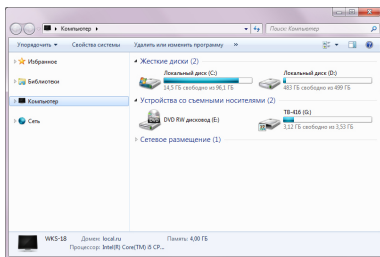 Компьютер
Поиск: Компьютер
Упорядочить
Свойства системы
Удалить или изменить программу
»
Избранное
Библиотеки
Компьютер
Сеть
Жесткие диски (2)
Локальный диск (C:)
14,5 ГБ свободно из 96,1 ГБ
Локальный диск (D:)
483 ГБ свободно из 499 ГБ
Устройства со съемными носителями (2)
DVD RW дисковод (E:)
TB-416 (G:)
3,12 ГБ свободно из 3,53 ГБ
Сетевое размещение (1)
WKS-18
Домен: local.ru
Память: 4,00 ГБ
Процессор: Intel(R) Core(TM) i5 CP...